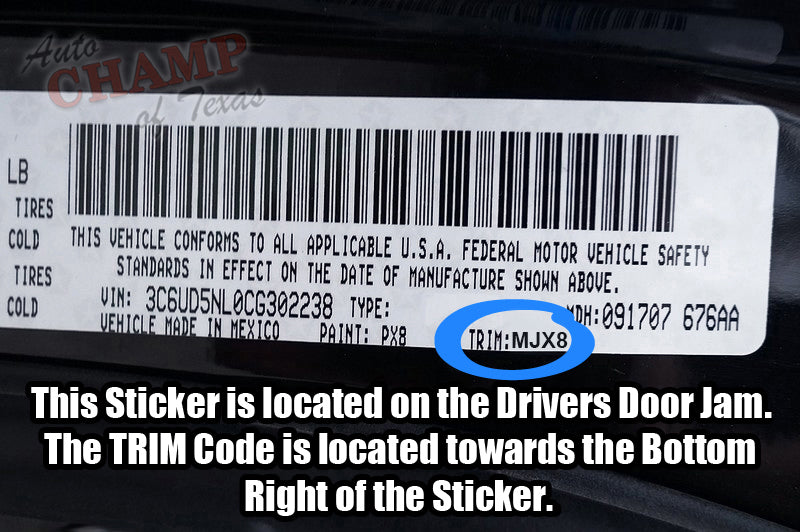 Auto
CHAMP
of Texas
LB
TIRES
COLD
TIRES
COLD
THIS VEHICLE CONFORMS TO ALL APPLICABLE U.S.A. FEDERAL MOTOR VEHICLE SAFETY
STANDARDS IN EFFECT ON THE DATE OF MANUFACTURE SHOWN ABOVE.
VIN: 3C6UD5NL0CG302238 TYPE: MDH:091707 676AA
VEHICLE MADE IN MEXICO PAINT: PX8 TRIM:MJX8
This Sticker is located on the Drivers Door Jam.
The TRIM Code is located towards the Bottom
Right of the Sticker.